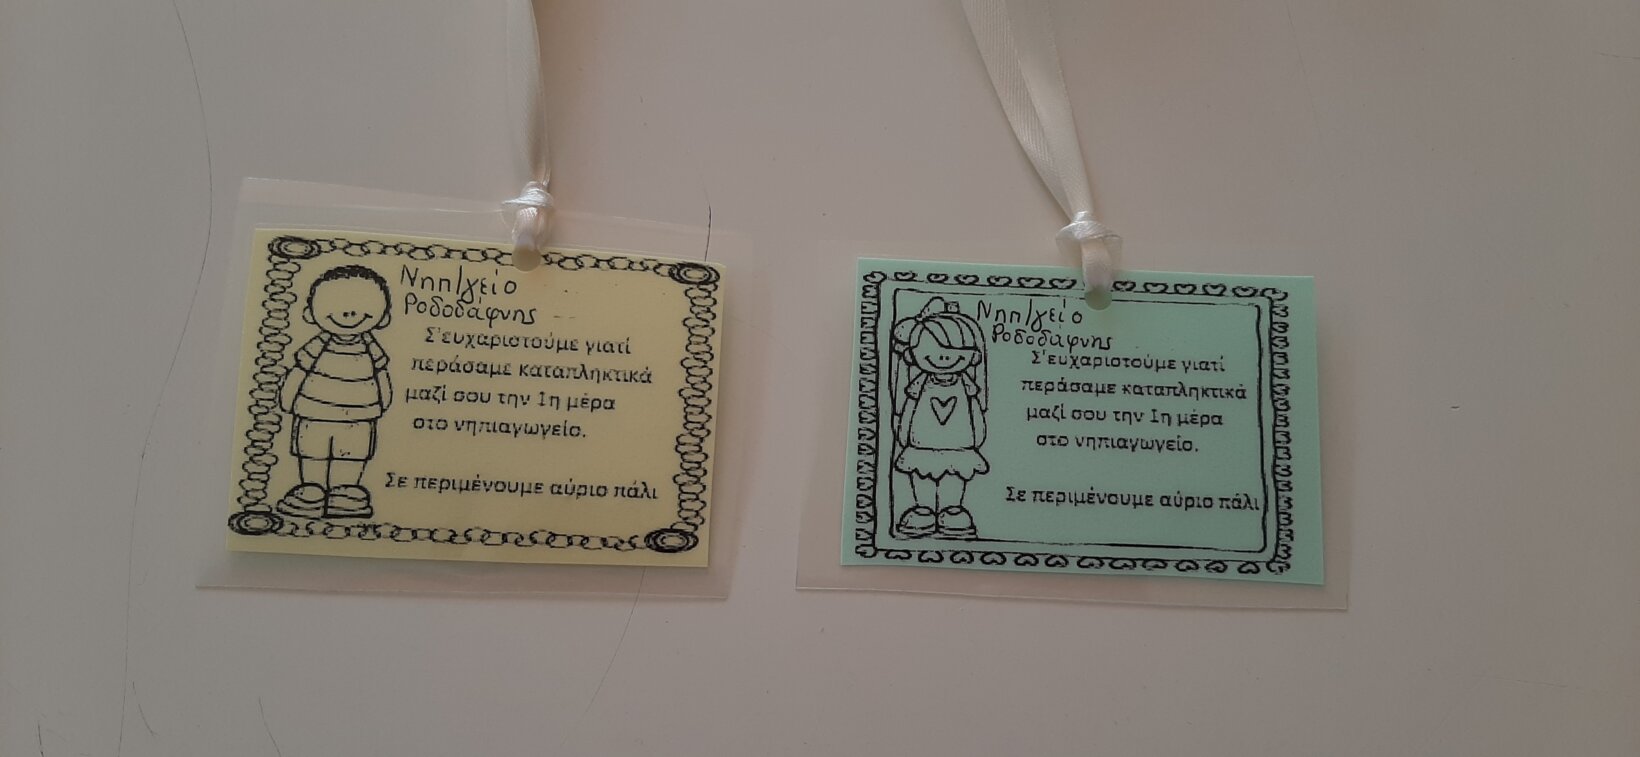 Νηπ/γείο
Ροδοδάφνης
Σ'ευχαριστούμε γιατί
περάσαμε καταπληκτικά
μαζί σου την 1η μέρα
στο νηπιαγωγείο.
Σε περιμένουμε αύριο πάλι
Νηπ/γείο
Ροδοδάφνης
Σ'ευχαριστούμε γιατί
περάσαμε καταπληκτικά
μαζί σου την 1η μέρα
στο νηπιαγωγείο.
Σε περιμένουμε αύριο πάλι